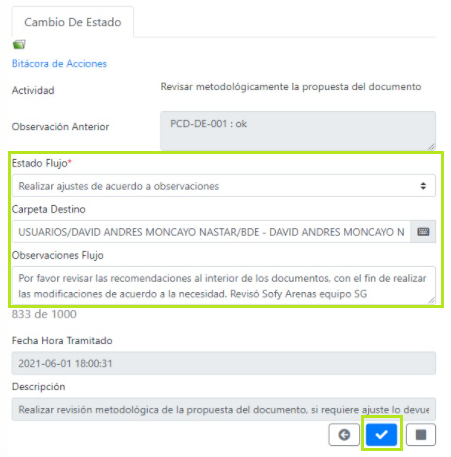 Cambio De Estado
Bitácora de Acciones
Actividad
Revisar metodológicamente la propuesta del documento
Observación Anterior
PCD-DE-001 : ok
Estado Flujo*
Realizar ajustes de acuerdo a observaciones
Carpeta Destino
USUARIOS/DAVID ANDRES MONCAYO NASTAR/BDE - DAVID ANDRES MONCAYO N
Observaciones Flujo
Por favor revisar las recomendaciones al interior de los documentos, con el fin de realizar
las modificaciones de acuerdo a la necesidad. Revisó Sofy Arenas equipo SG
833 de 1000
Fecha Hora Tramitado
2021-06-01 18:00:31
Descripción
Realizar revisión metodológica de la propuesta del documento, si requiere ajuste lo devue